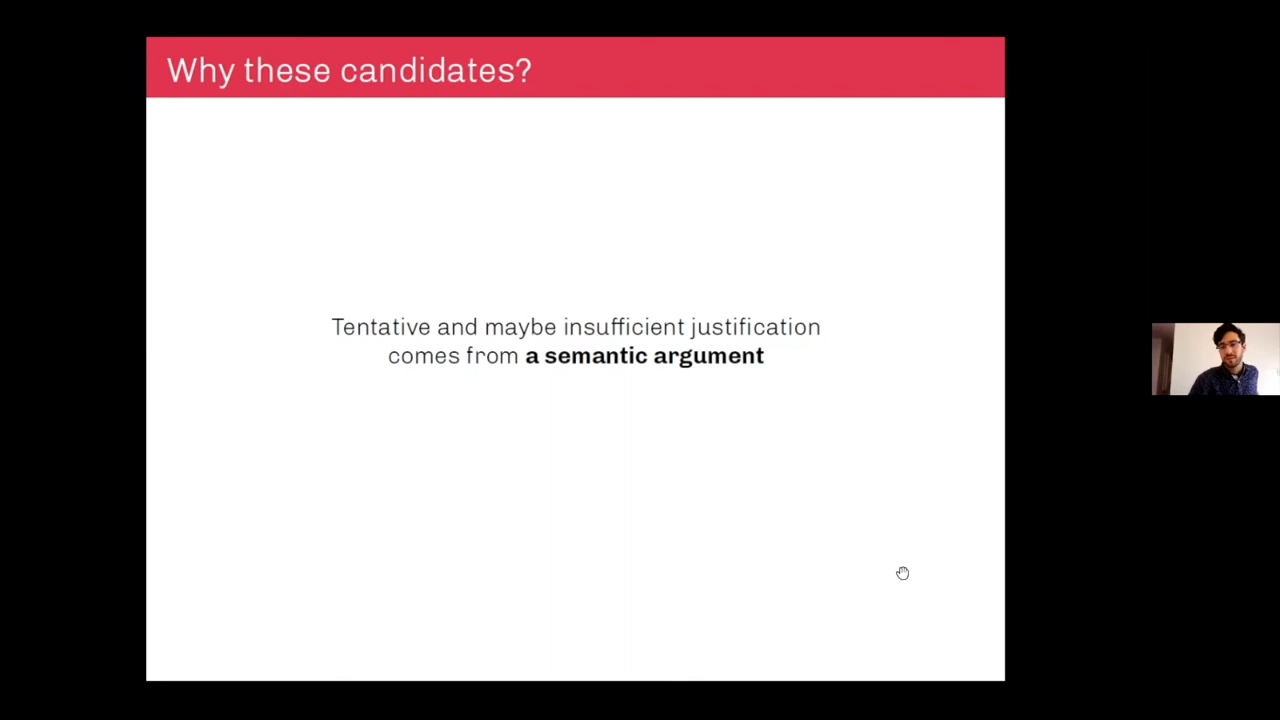 Why these candidates?
Tentative and maybe insufficient justification
comes from a semantic argument